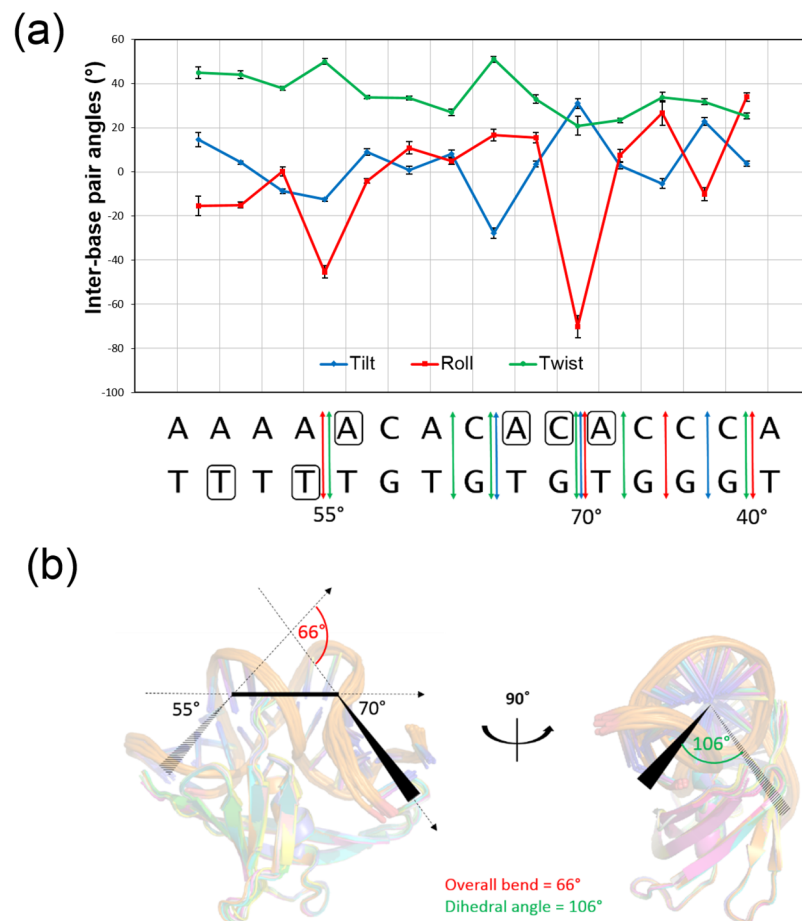 (a)
Inter-base pair angles (°)
60
40
20
0
-20
-40
-60
-80
-100
Tilt Roll Twist
A A A A A C A C A C A C C C A
T T T T T G T G T G T G G G T
55° 70° 40°
(b)
66°
55° 70°
90°
106°
Overall bend = 66°
Dihedral angle = 106°